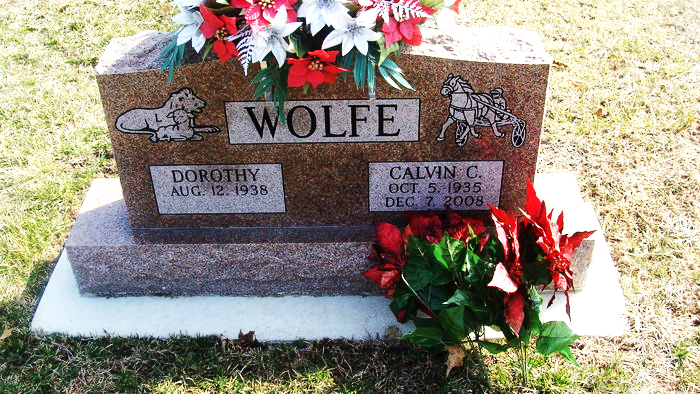 WOLFE
DOROTHY
AUG. 12. 1938
CALVIN C.
OCT. 5. 1935
DEC. 7. 2008